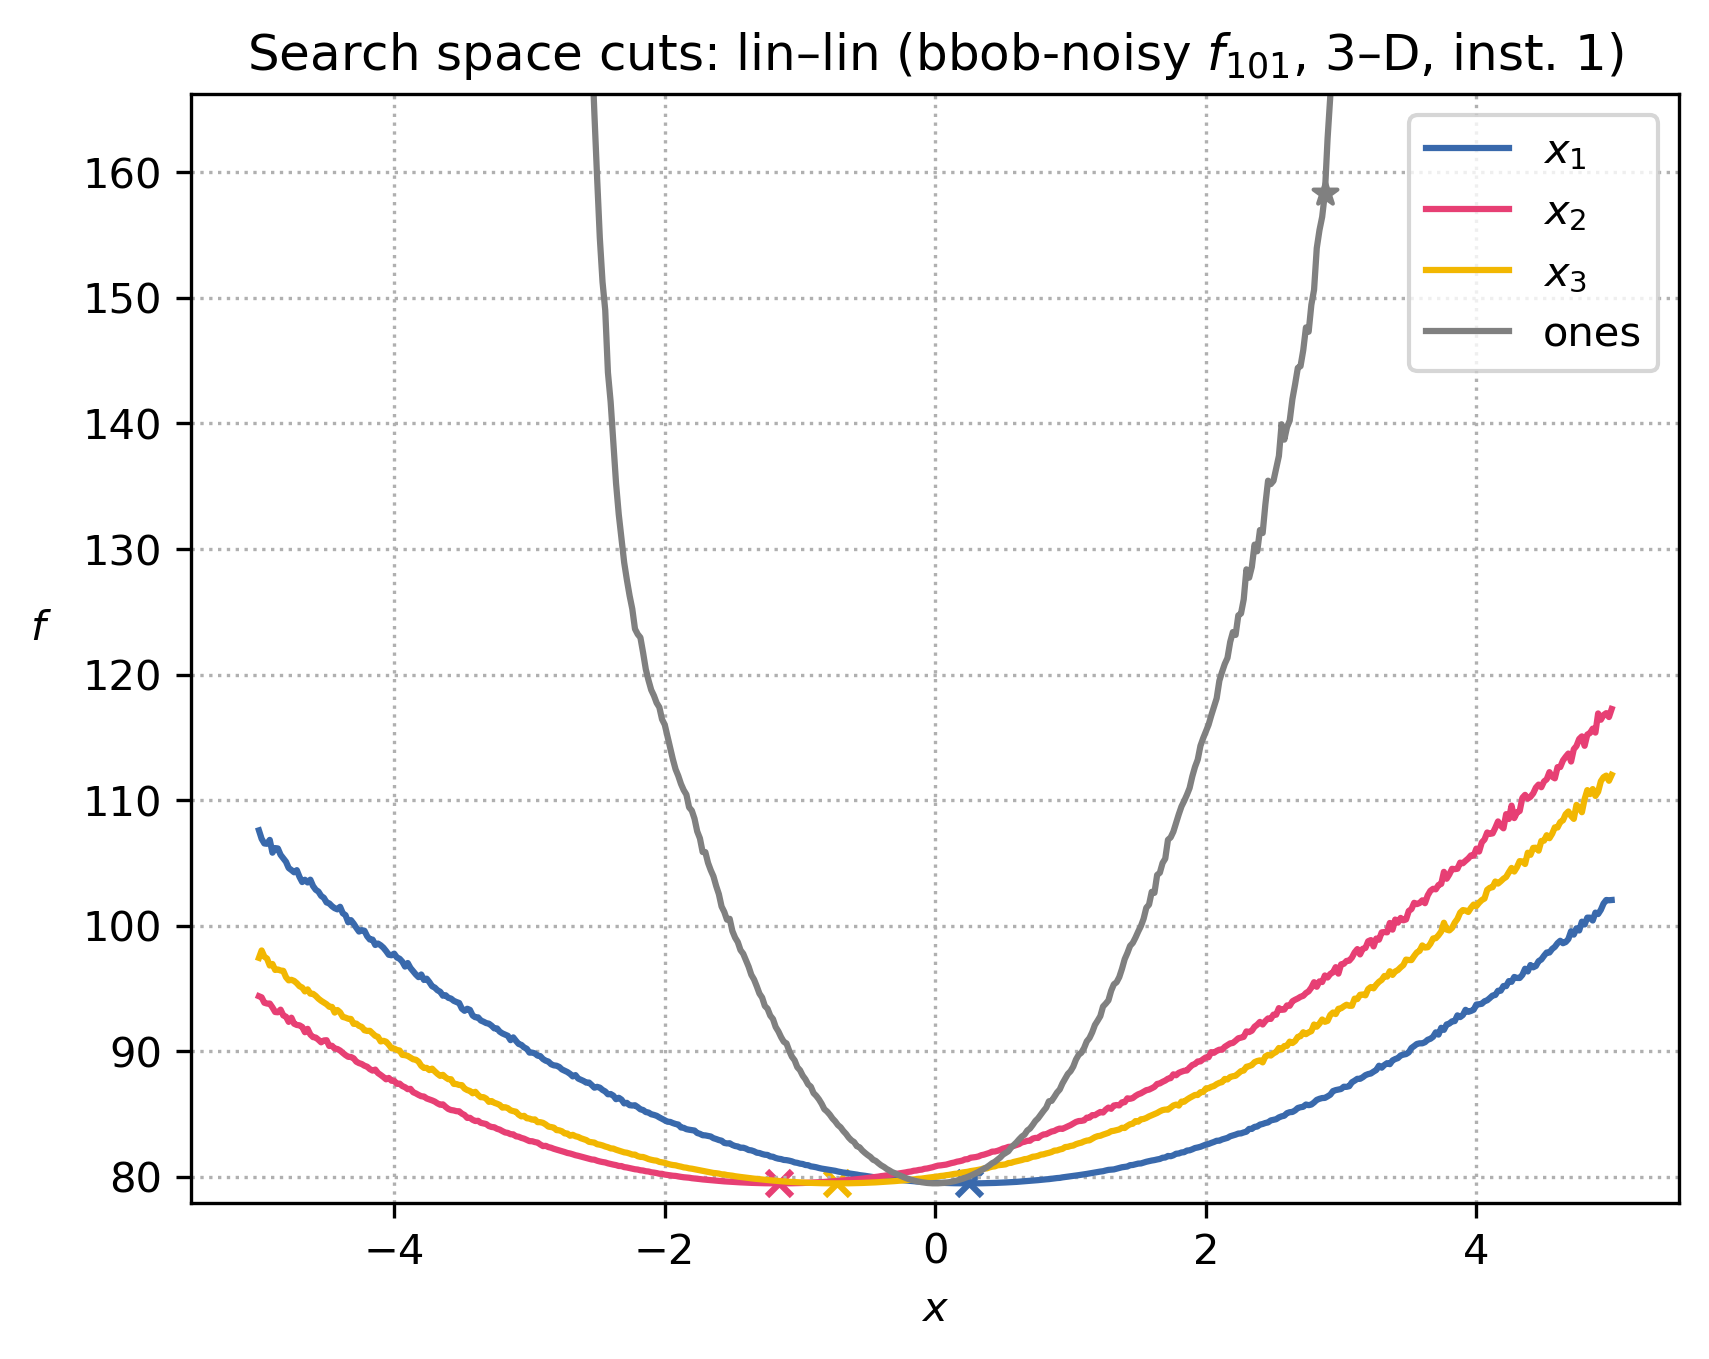 Search space cuts: lin–lin (bbob-noisy f₁₀₁, 3–D, inst. 1)
x₁
x₂
x₃
ones
160
150
140
130
120
110
100
90
80
f
−4 −2 0 2 4
x